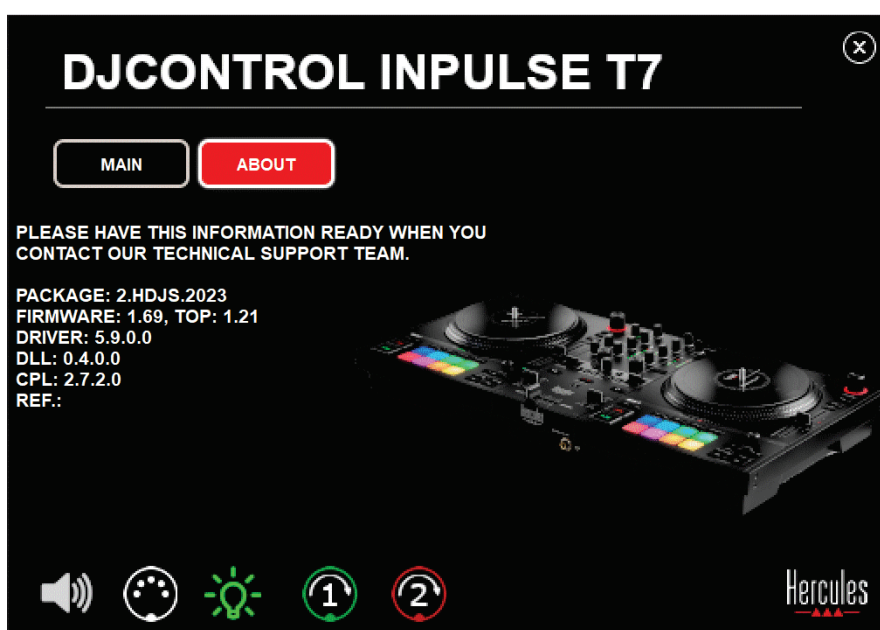 DJCONTROL INPULSE T7
MAIN
ABOUT
PLEASE HAVE THIS INFORMATION READY WHEN YOU
CONTACT OUR TECHNICAL SUPPORT TEAM.
PACKAGE: 2.HDJS.2023
FIRMWARE: 1.69, TOP: 1.21
DRIVER: 5.9.0.0
DLL: 0.4.0.0
CPL: 2.7.2.0
REF.:
1
2
Hercules